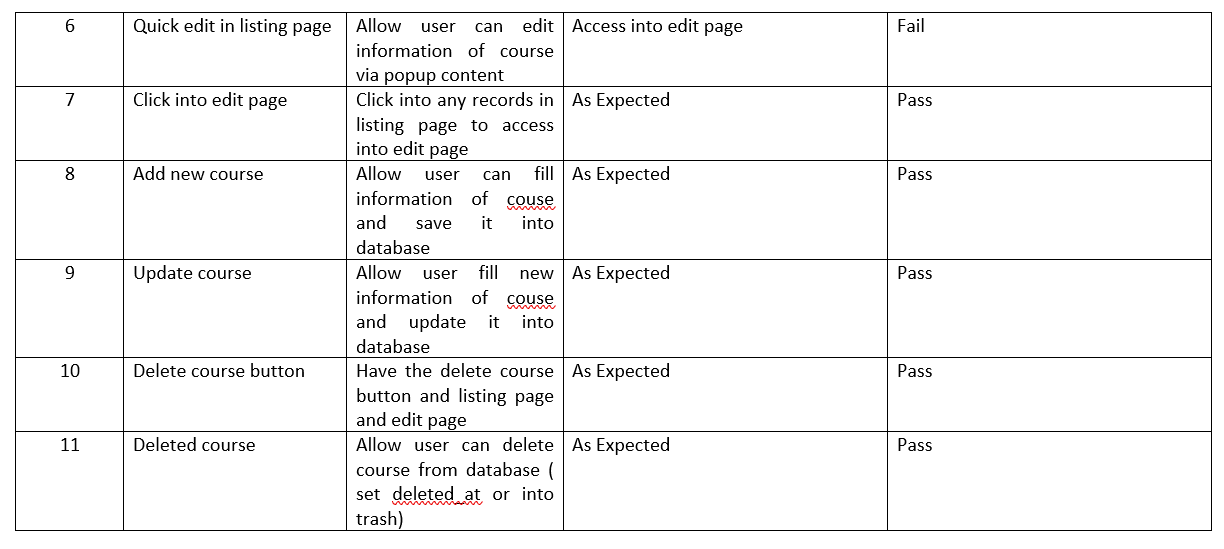 6 Quick edit in listing page Allow user can edit Access into edit page Fail
information of course
via popup content
7 Click into edit page Click into any records in As Expected Pass
listing page to access
into edit page
8 Add new course Allow user can fill As Expected Pass
information of couse
and save it into
database
9 Update course Allow user fill new As Expected Pass
information of couse
and update it into
database
10 Delete course button Have the delete course As Expected Pass
button and listing page
and edit page
11 Deleted course Allow user can delete As Expected Pass
course from database (
set deleted_at or into
trash)